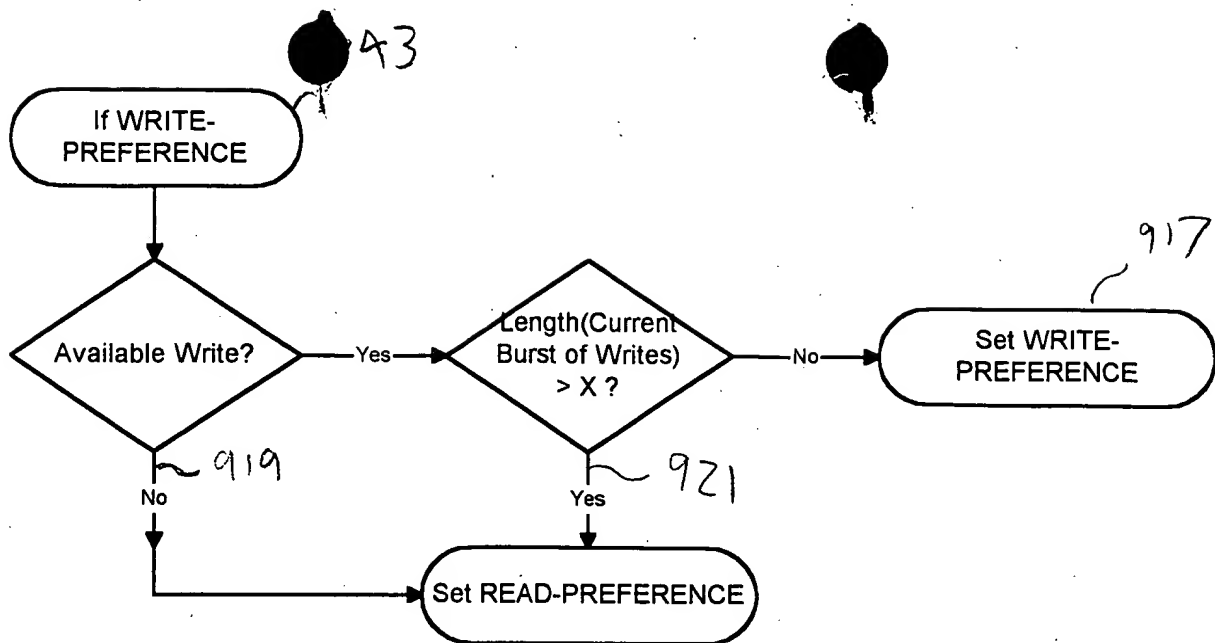 43
If WRITE-
PREFERENCE
917
Available Write?
Yes
Length(Current
Burst of Writes)
> X ?
No
Set WRITE-
PREFERENCE
919
No
921
Yes
Set READ-PREFERENCE